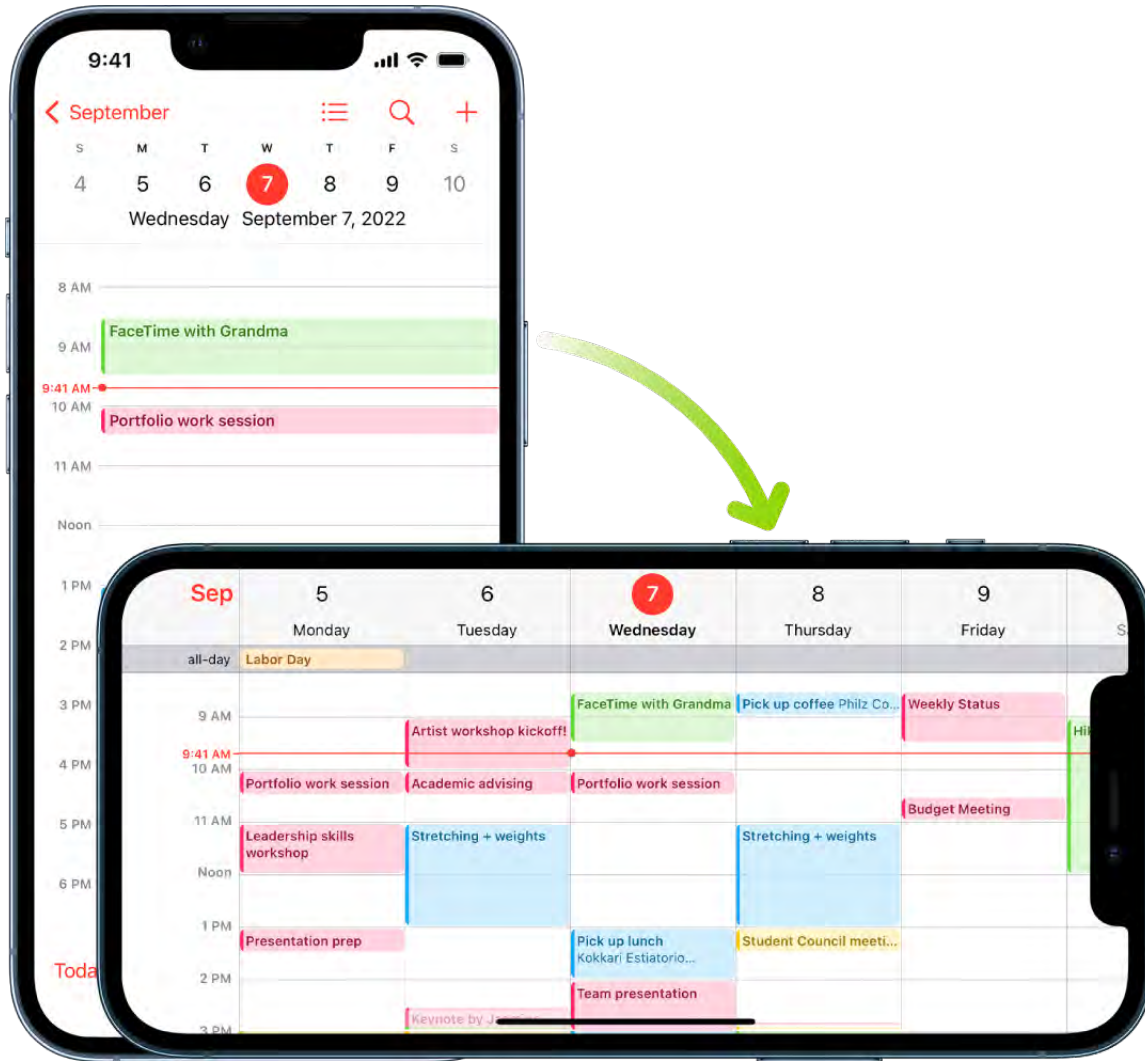 9:41
September
S M T W T F S
4 5 6 7 8 9 10
Wednesday September 7, 2022
8 AM
FaceTime with Grandma
9 AM
9:41 AM
10 AM
Portfolio work session
11 AM
Noon
1 PM
2 PM
3 PM
4 PM
5 PM
6 PM
Toda
Sep 5 6 7 8 9
Monday Tuesday Wednesday Thursday Friday S
all-day Labor Day
FaceTime with Grandma Pick up coffee Philz Co... Weekly Status
9 AM
Artist workshop kickoff!
Hi
9:41 AM
10 AM
Portfolio work session Academic advising Portfolio work session
Budget Meeting
11 AM
Leadership skills
workshop
Stretching + weights Stretching + weights
Noon
1 PM
Presentation prep Pick up lunch Student Council meeti...
Kokkari Estiatorio...
2 PM
Team presentation
Keynote by
3 PM